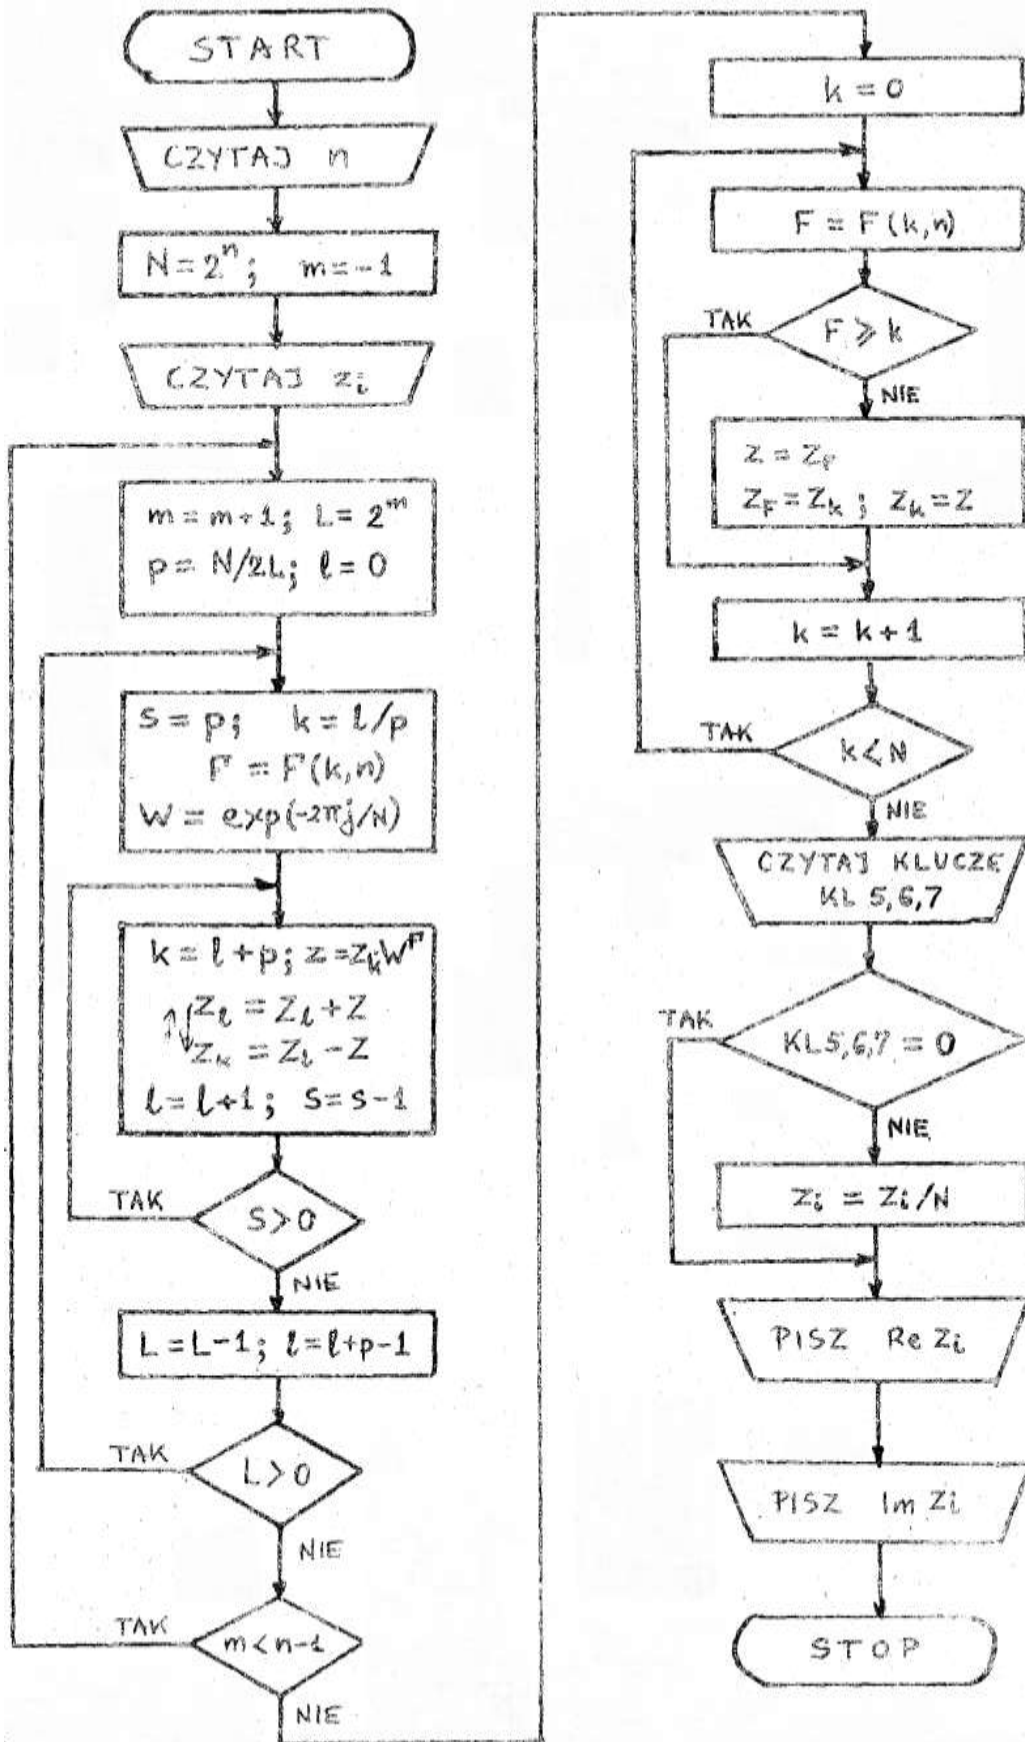 START
CZYTAJ n
N=2^n; m=-1
CZYTAJ z_i
m=m+1; L=2^m
p=N/2L; l=0
S=p; k=l/p
F=F(k,n)
W=exp(-2πj/N)
k=l+p; z=z_kW^F
↑↓ z_l=z_l+z
z_k=z_l-z
l=l+1; S=S-1
S>0
TAK
NIE
L=L-1; l=l+p-1
L>0
TAK
NIE
m<n-1
TAK
NIE
k=0
F=F(k,n)
F⩾k
TAK
NIE
z=z_F
z_F=z_k; z_k=z
k=k+1
k<N
TAK
NIE
CZYTAJ KLUCZE
KL 5,6,7
KL5,6,7=0
TAK
NIE
z_i=z_i/N
PISZ Re z_i
PISZ Im z_i
STOP